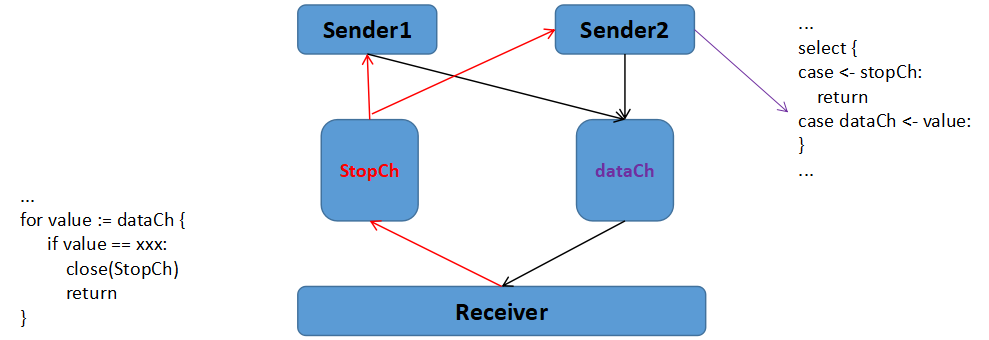 Sender1
Sender2
...
select {
case <- stopCh:
return
case dataCh <- value:
}
...
StopCh
dataCh
...
for value := dataCh {
if value == xxx:
close(StopCh)
return
}
Receiver